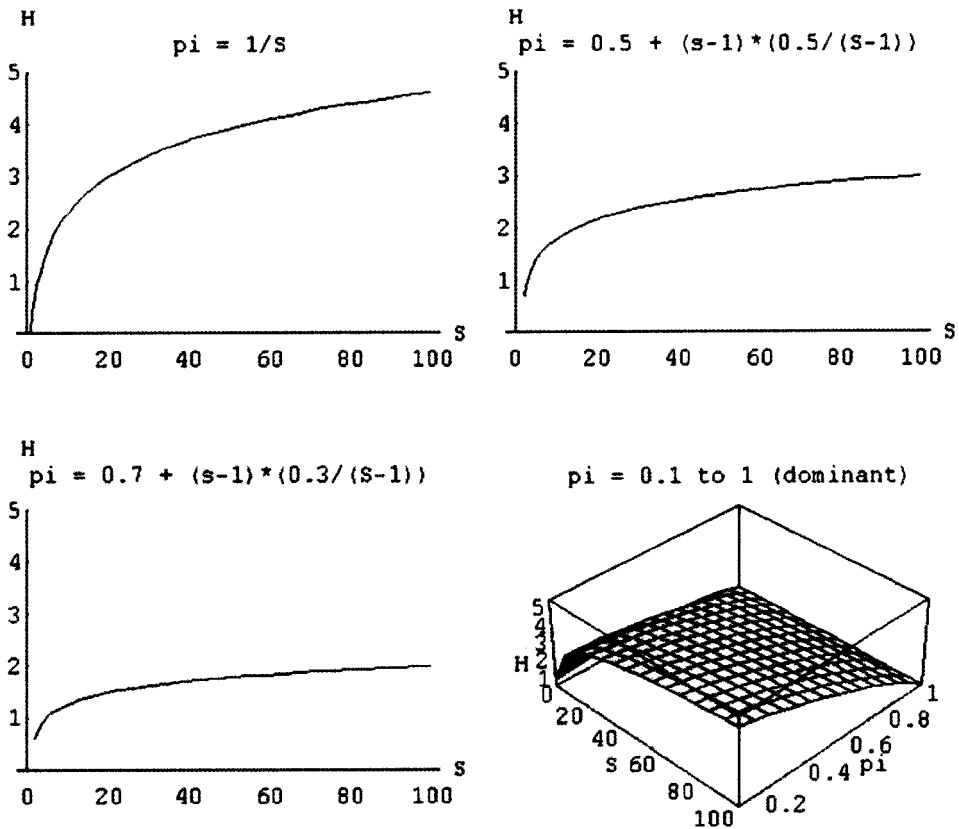 H
pi = 1/S
5
4
3
2
1
S
0 20 40 60 80 100
H
pi = 0.5 + (s-1)*(0.5/(S-1))
5
4
3
2
1
S
0 20 40 60 80 100
H
pi = 0.7 + (s-1)*(0.3/(S-1))
5
4
3
2
1
S
0 20 40 60 80 100
pi = 0.1 to 1 (dominant)
5
4
3
2
1
0
H
20
40
S 60
80
100
0.2
0.4
0.6
0.8
1
pi